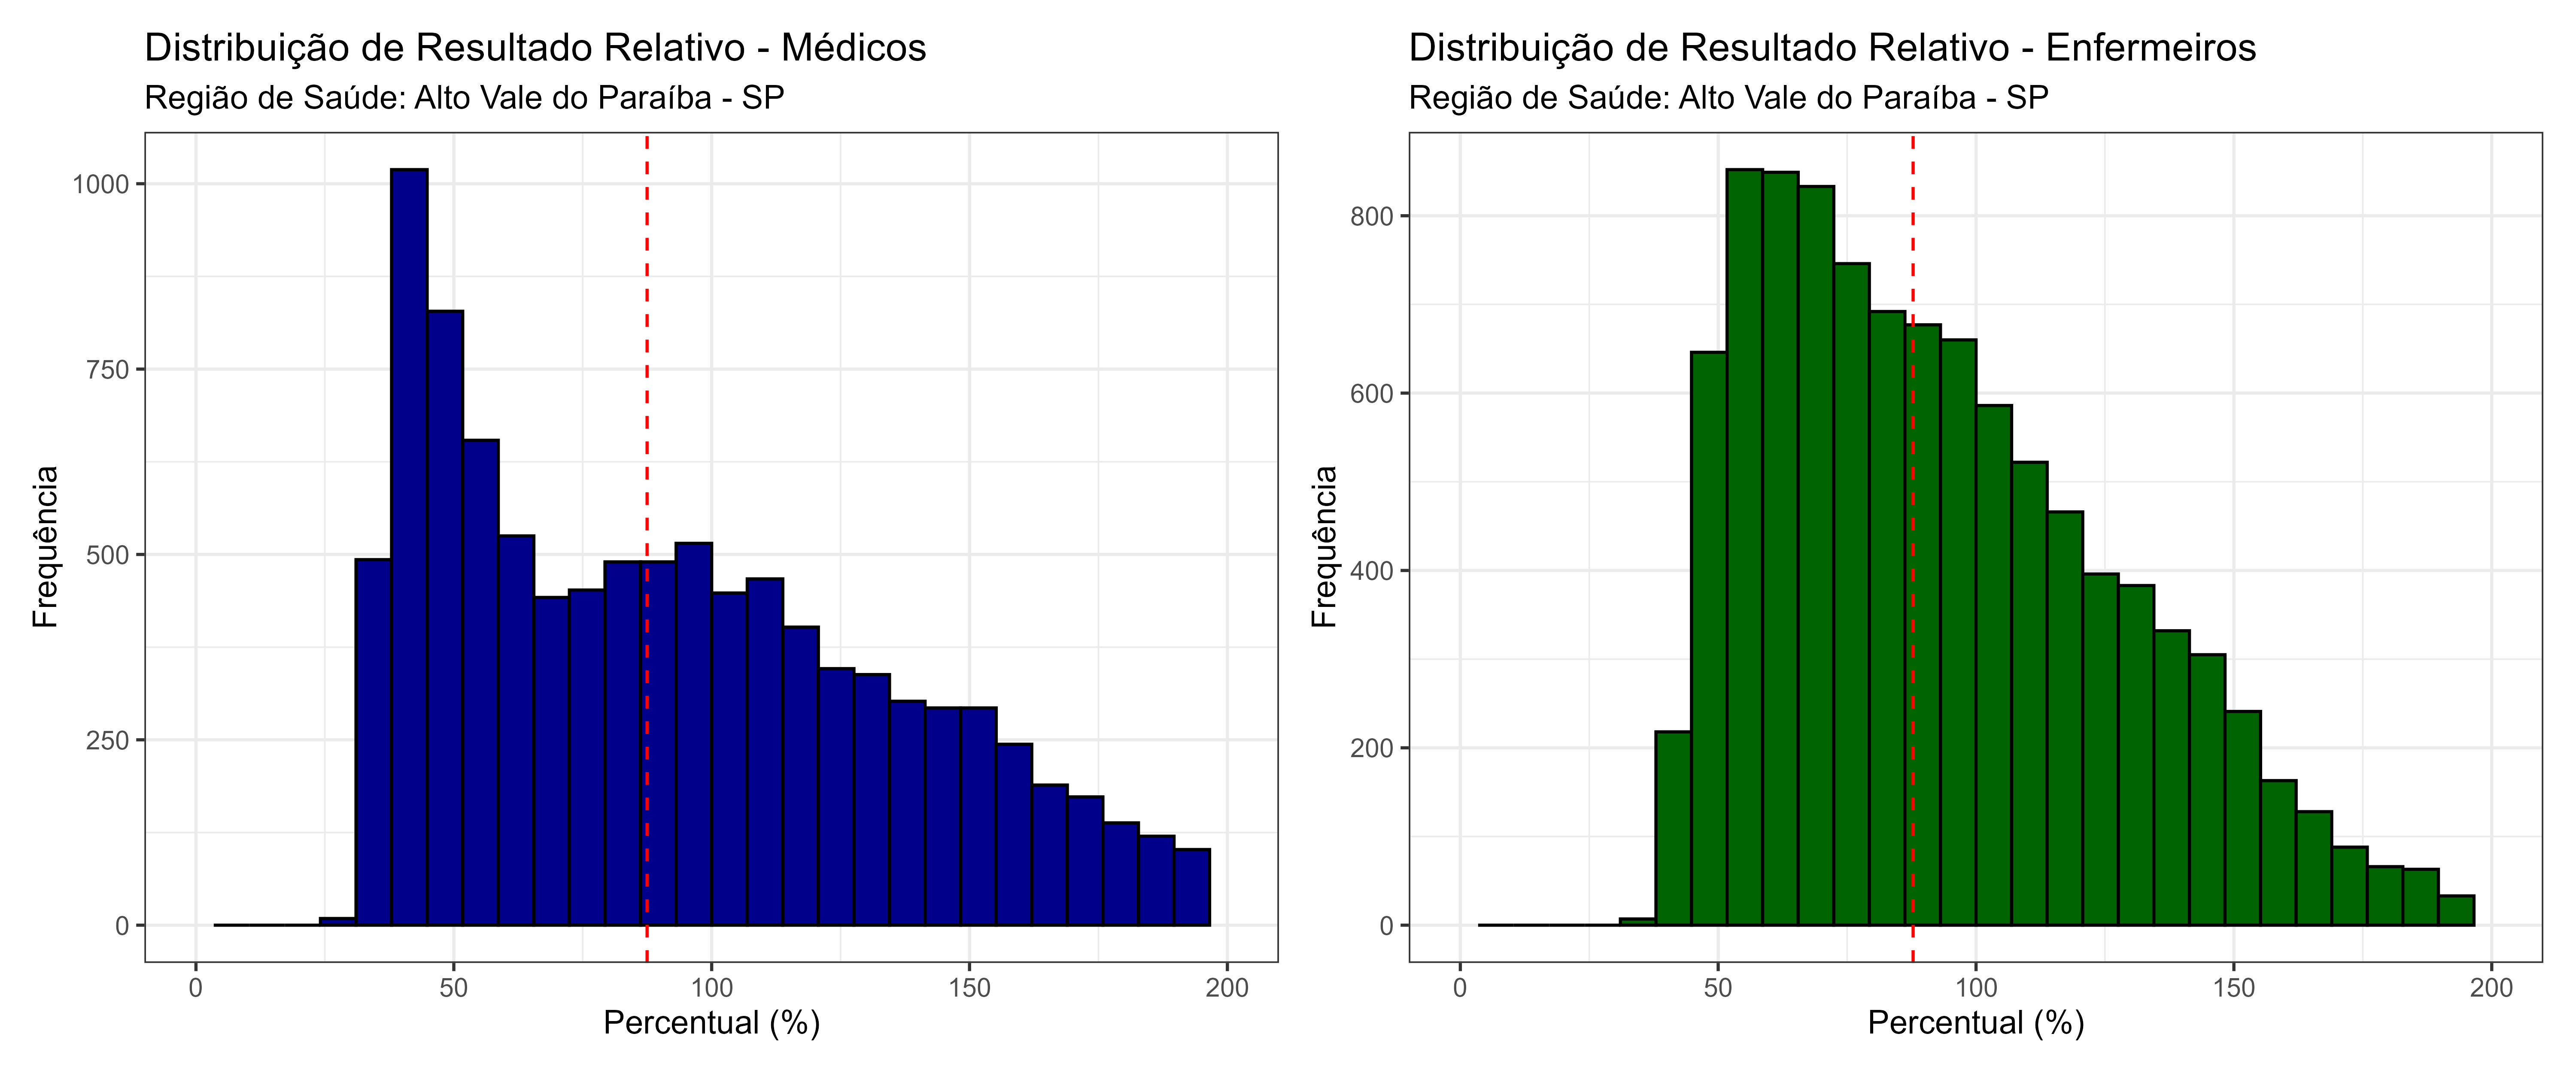 Distribuição de Resultado Relativo - Médicos
Região de Saúde: Alto Vale do Paraíba - SP
Frequência
1000
750
500
250
0
0 50 100 150 200
Percentual (%)
Distribuição de Resultado Relativo - Enfermeiros
Região de Saúde: Alto Vale do Paraíba - SP
Frequência
800
600
400
200
0
0 50 100 150 200
Percentual (%)